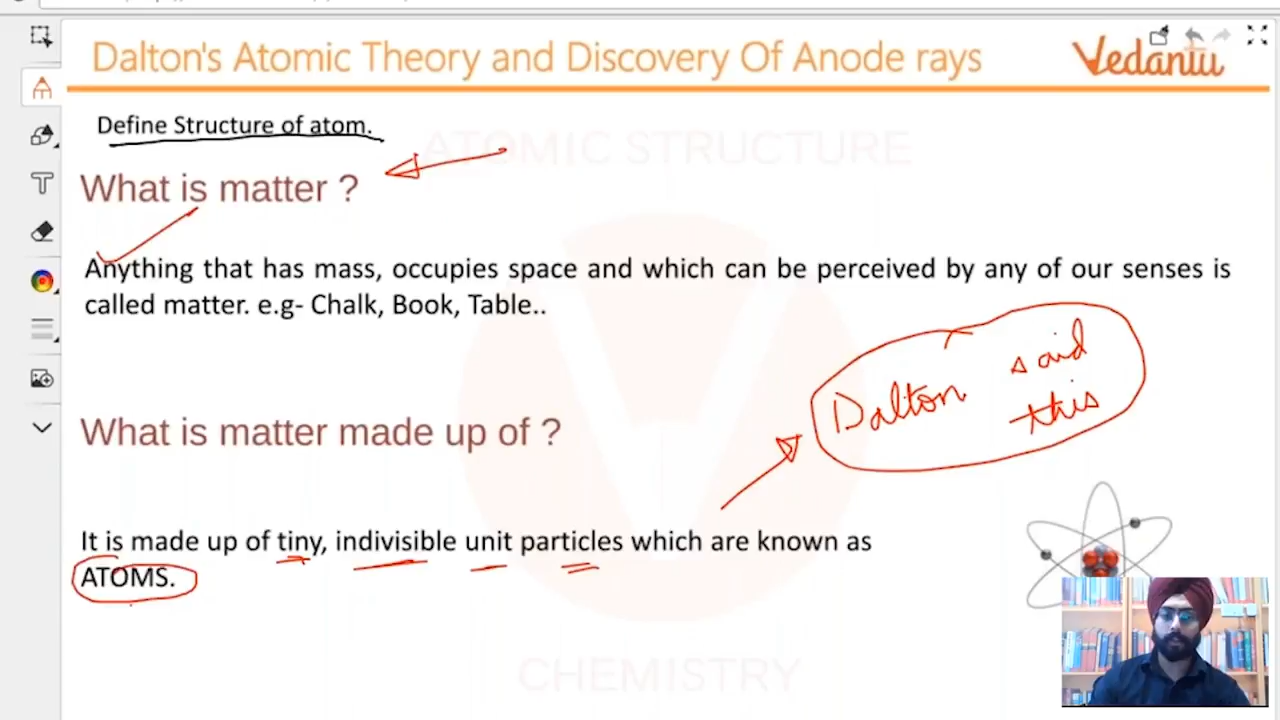 Dalton's Atomic Theory and Discovery Of Anode rays
Vedantu
Define Structure of atom.
ATOMIC STRUCTURE
What is matter ?
Anything that has mass, occupies space and which can be perceived by any of our senses is
called matter. e.g- Chalk, Book, Table..
Dalton said
this
What is matter made up of ?
It is made up of tiny, indivisible unit particles which are known as
ATOMS.
CHEMISTRY